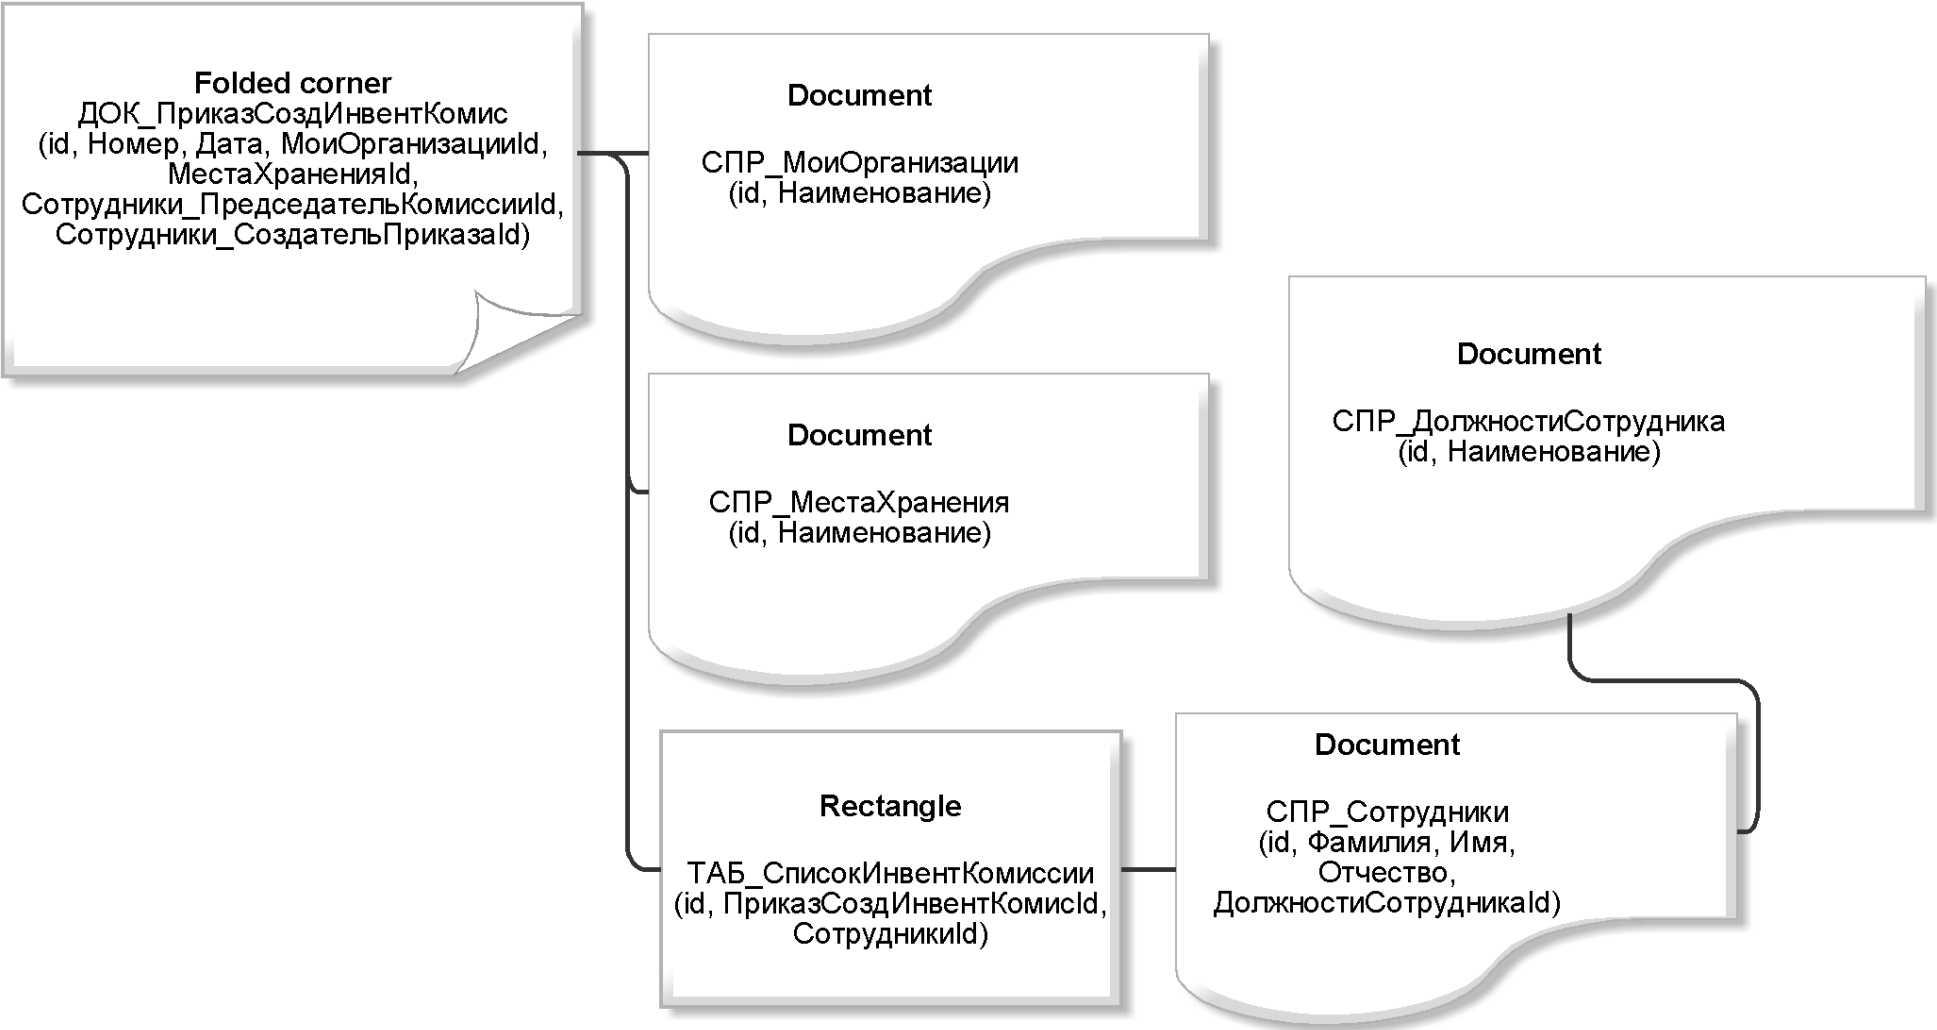 Folded corner
ДОК_ПриказСоздИнвентКомис
(id, Номер, Дата, МоиОрганизацииId,
МестаХраненияId,
Сотрудники_ПредседательКомиссииId,
Сотрудники_СоздательПриказаId)
Document
СПР_МоиОрганизации
(id, Наименование)
Document
СПР_МестаХранения
(id, Наименование)
Document
СПР_ДолжностиСотрудника
(id, Наименование)
Rectangle
ТАБ_СписокИнвентКомиссии
(id, ПриказСоздИнвентКомисId,
СотрудникиId)
Document
СПР_Сотрудники
(id, Фамилия, Имя,
Отчество,
ДолжностиСотрудникаId)